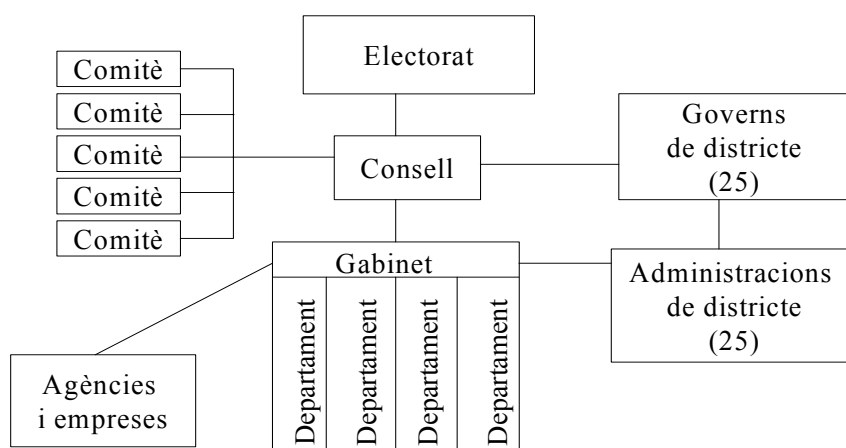 Electorat
Comitè
Comitè
Comitè
Comitè
Comitè
Consell
Governs
de districte
(25)
Gabinet
Departament
Departament
Departament
Departament
Administracions
de districte
(25)
Agències
i empreses